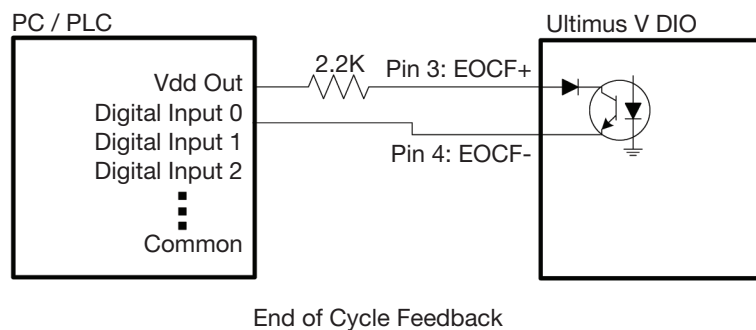 PC / PLC
Ultimus V DIO
Vdd Out
2.2K
Pin 3: EOCF+
Digital Input 0
Digital Input 1
Pin 4: EOCF-
Digital Input 2
Common
End of Cycle Feedback